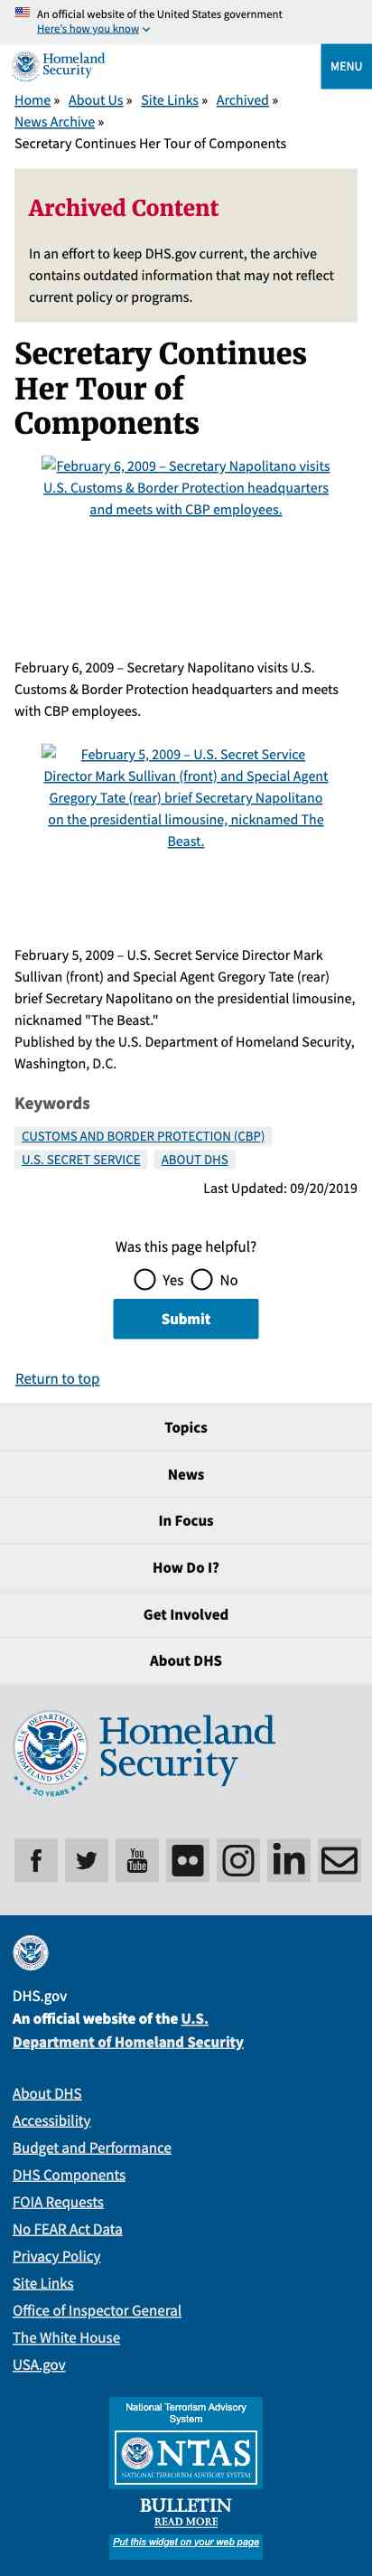 An official website of the United States government
Here's how you know
Homeland
Security
MENU
Home » About Us » Site Links » Archived »
News Archive »
Secretary Continues Her Tour of Components
Archived Content
In an effort to keep DHS.gov current, the archive
contains outdated information that may not reflect
current policy or programs.
Secretary Continues
Her Tour of
Components
February 6, 2009 – Secretary Napolitano visits
U.S. Customs & Border Protection headquarters
and meets with CBP employees.
February 6, 2009 – Secretary Napolitano visits U.S.
Customs & Border Protection headquarters and meets
with CBP employees.
February 5, 2009 – U.S. Secret Service
Director Mark Sullivan (front) and Special Agent
Gregory Tate (rear) brief Secretary Napolitano
on the presidential limousine, nicknamed The
Beast.
February 5, 2009 – U.S. Secret Service Director Mark
Sullivan (front) and Special Agent Gregory Tate (rear)
brief Secretary Napolitano on the presidential limousine,
nicknamed "The Beast."
Published by the U.S. Department of Homeland Security,
Washington, D.C.
Keywords
CUSTOMS AND BORDER PROTECTION (CBP)
U.S. SECRET SERVICE ABOUT DHS
Last Updated: 09/20/2019
Was this page helpful?
Yes No
Submit
Return to top
Topics
News
In Focus
How Do I?
Get Involved
About DHS
U.S. DEPARTMENT OF
HOMELAND SECURITY
20 YEARS
Homeland
Security
You
Tube
DHS.gov
An official website of the U.S.
Department of Homeland Security
About DHS
Accessibility
Budget and Performance
DHS Components
FOIA Requests
No FEAR Act Data
Privacy Policy
Site Links
Office of Inspector General
The White House
USA.gov
National Terrorism Advisory
System
NTAS
NATIONAL TERRORISM ADVISORY SYSTEM
BULLETIN
READ MORE
Put this widget on your web page